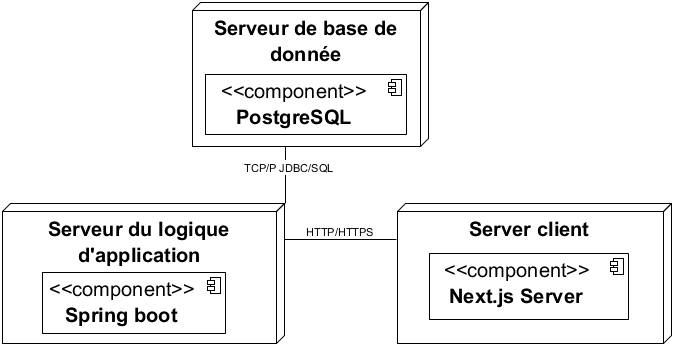 Serveur de base de
donnée
<<component>>
PostgreSQL
TCP/P JDBC/SQL
Serveur du logique
d'application
<<component>>
Spring boot
HTTP/HTTPS
Server client
<<component>>
Next.js Server